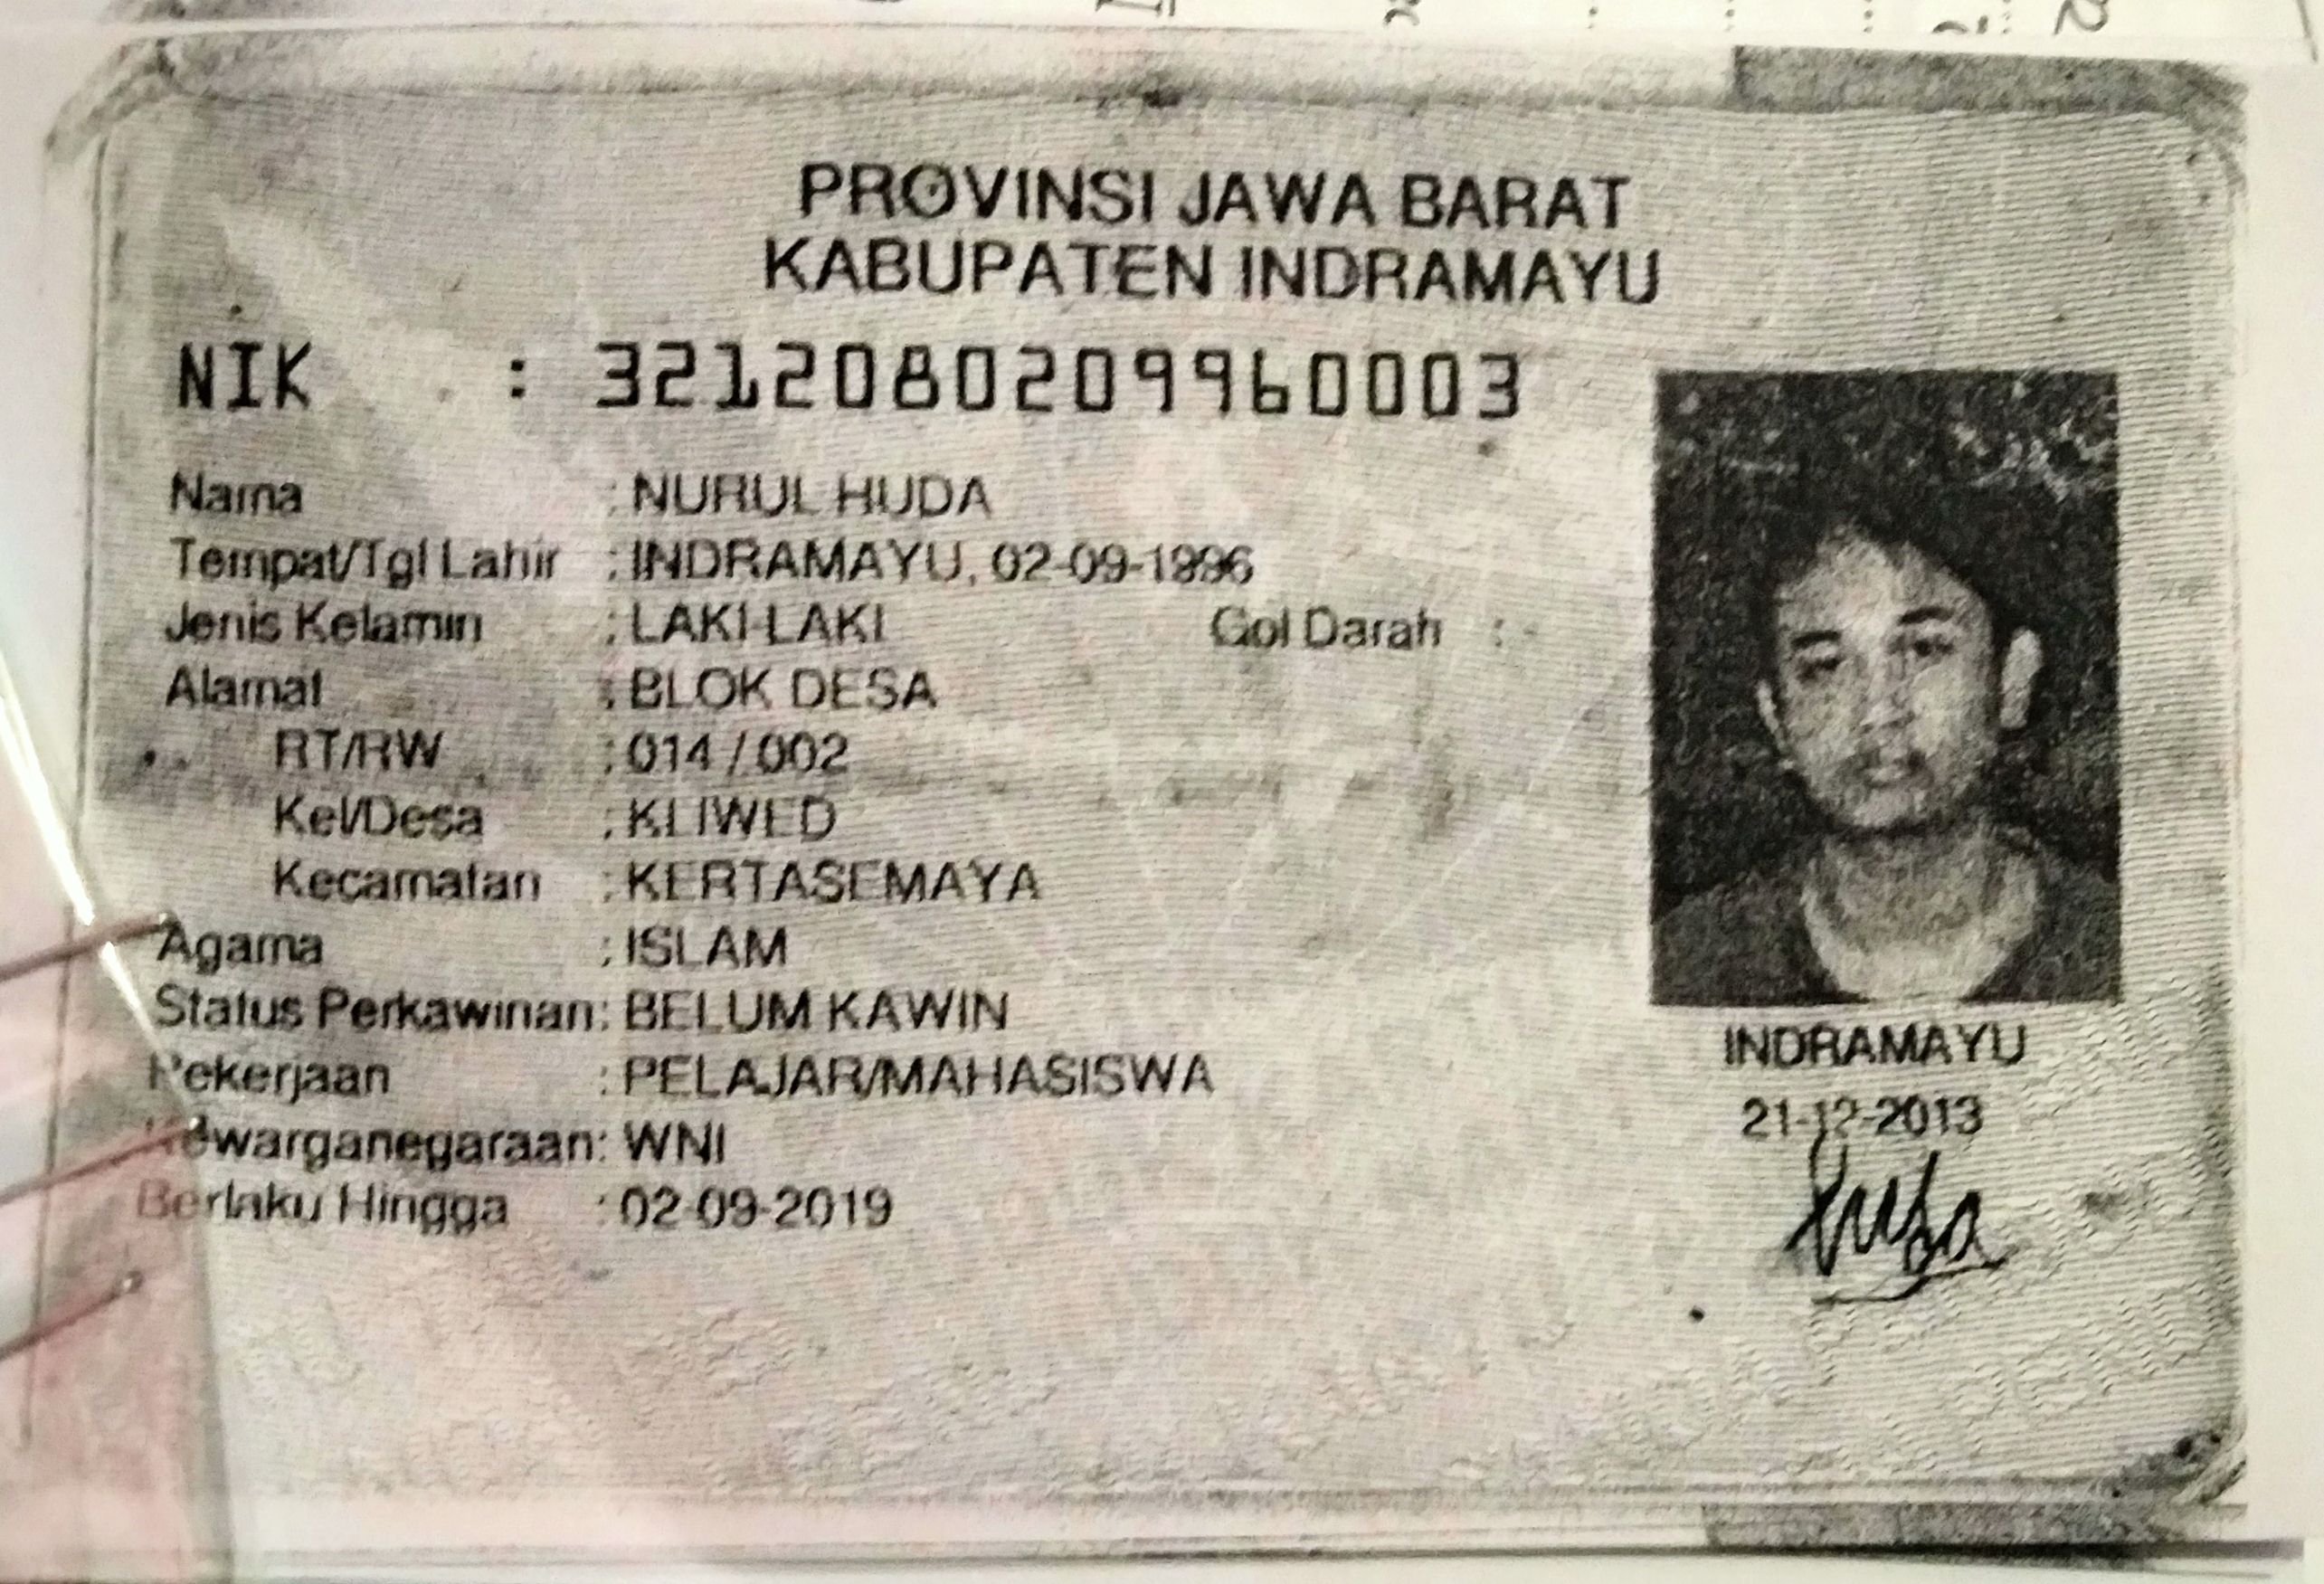 PROVINSI JAWA BARAT
KABUPATEN INDRAMAYU
NIK : 3212080209960003
Nama : NURUL HUDA
Tempat/Tgl Lahir : INDRAMAYU, 02-09-1996
Jenis Kelamin : LAKI-LAKI Gol Darah : -
Alamat : BLOK DESA
RT/RW : 014 / 002
Kel/Desa : KLIWED
Kecamatan : KERTASEMAYA
Agama : ISLAM
Status Perkawinan : BELUM KAWIN
Pekerjaan : PELAJAR/MAHASISWA
Kewarganegaraan : WNI
Berlaku Hingga : 02-09-2019
INDRAMAYU
21-12-2013